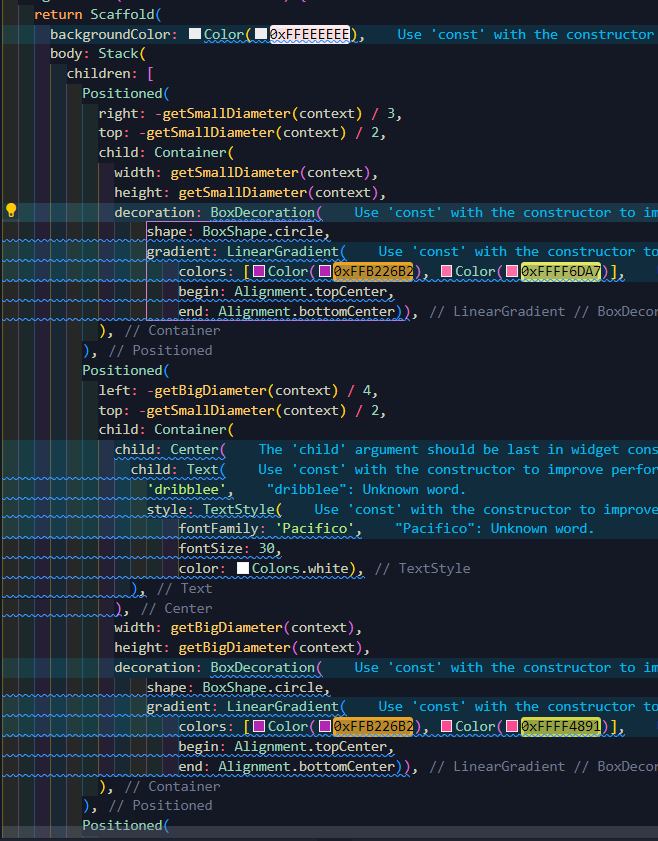 return Scaffold(
backgroundColor: Color(0xFFEEEEEE), Use 'const' with the constructor
body: Stack(
children: [
Positioned(
right: -getSmallDiameter(context) / 3,
top: -getSmallDiameter(context) / 2,
child: Container(
width: getSmallDiameter(context),
height: getSmallDiameter(context),
decoration: BoxDecoration( Use 'const' with the constructor to im
shape: BoxShape.circle,
gradient: LinearGradient( Use 'const' with the constructor to
colors: [Color(0xFFB226B2), Color(0xFFFF6DA7)],
begin: Alignment.topCenter,
end: Alignment.bottomCenter)), // LinearGradient // BoxDecor
), // Container
), // Positioned
Positioned(
left: -getBigDiameter(context) / 4,
top: -getSmallDiameter(context) / 2,
child: Container(
child: Center( The 'child' argument should be last in widget cons
child: Text( Use 'const' with the constructor to improve perfor
'dribblee', "dribblee": Unknown word.
style: TextStyle( Use 'const' with the constructor to improve
fontFamily: 'Pacifico', "Pacifico": Unknown word.
fontSize: 30,
color: Colors.white), // TextStyle
), // Text
), // Center
width: getBigDiameter(context),
height: getBigDiameter(context),
decoration: BoxDecoration( Use 'const' with the constructor to im
shape: BoxShape.circle,
gradient: LinearGradient( Use 'const' with the constructor to
colors: [Color(0xFFB226B2), Color(0xFFFF4891)],
begin: Alignment.topCenter,
end: Alignment.bottomCenter)), // LinearGradient // BoxDecor
), // Container
), // Positioned
Positioned(